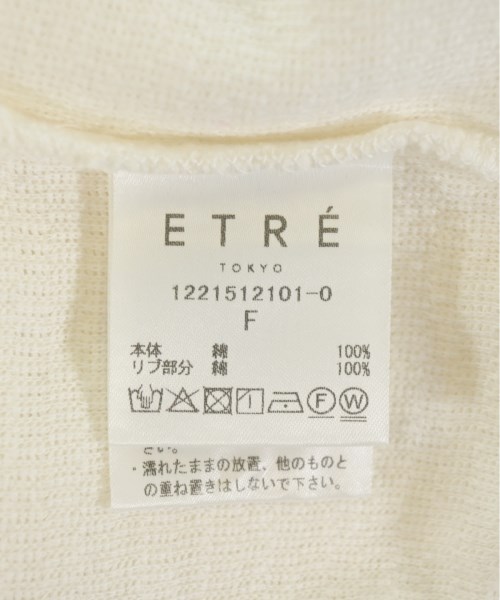 ETRÉ
TOKYO
1221512101-0
F
本体 綿 100%
リブ部分 綿 100%
F W
さい。
・濡れたままの放置、他のものと
の重ね置きはしないで下さい。